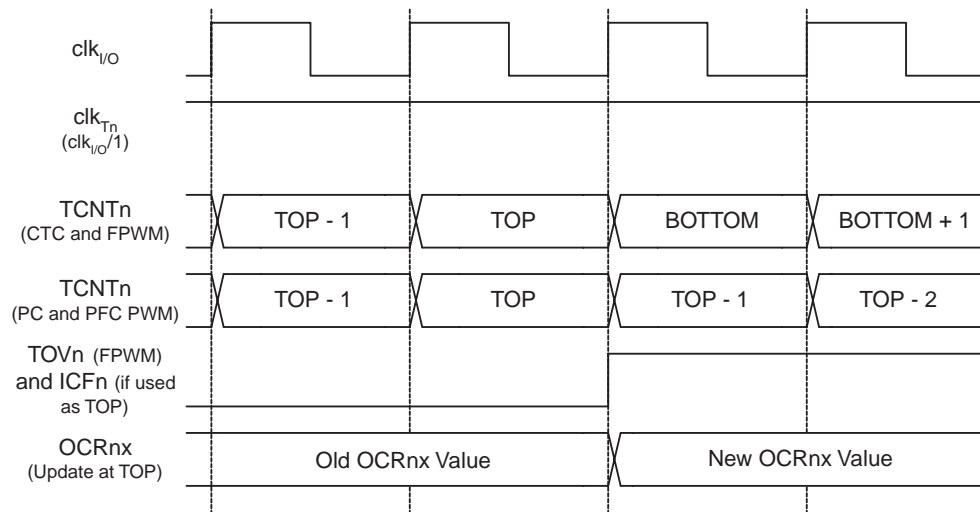 clkI/O
clkTn
(clkI/O/1)
TCNTn
(CTC and FPWM)
TOP - 1
TOP
BOTTOM
BOTTOM + 1
TCNTn
(PC and PFC PWM)
TOP - 1
TOP
TOP - 1
TOP - 2
TOVn (FPWM)
and ICFn (if used
as TOP)
OCRnx
(Update at TOP)
Old OCRnx Value
New OCRnx Value